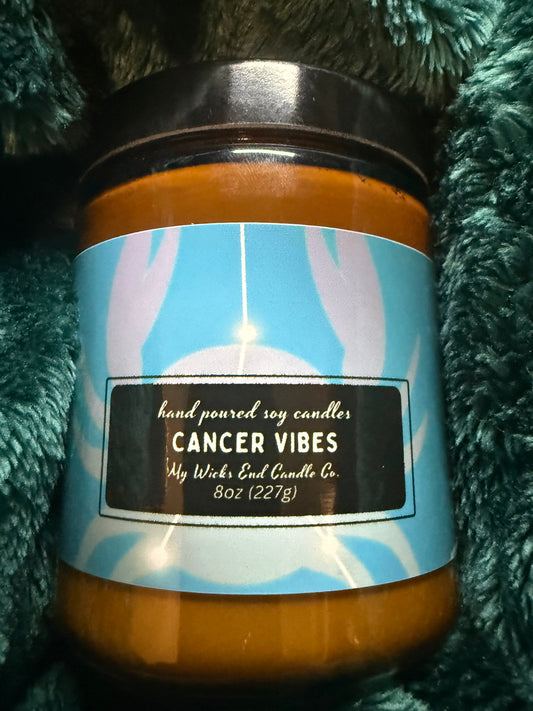 hand poured soy candles
CANCER VIBES
My Wicks End Candle Co.
8oz (227g)